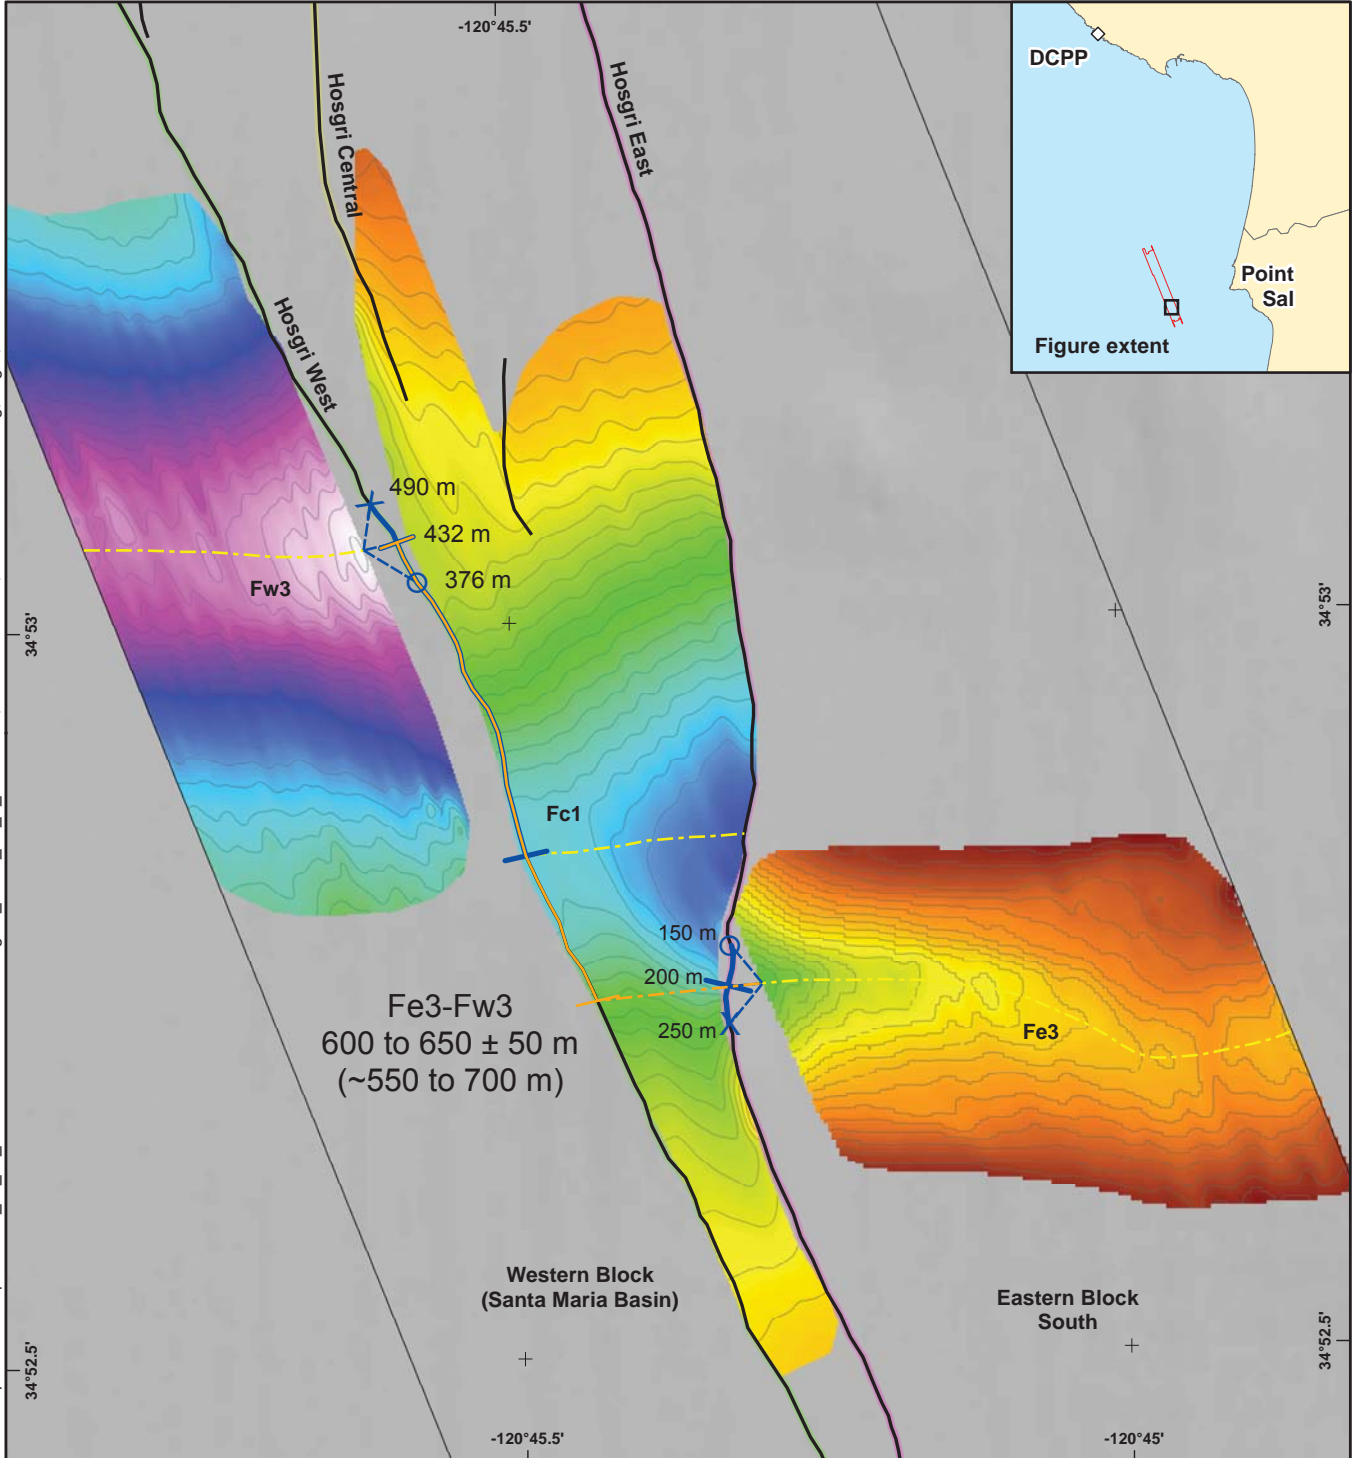 -120°45.5'
DCPP
Point
Sal
Figure extent
Hosgri Central
Hosgri East
Hosgri West
490 m
432 m
376 m
Fw3
34°53'
34°53'
Fc1
150 m
200 m
250 m
Fe3
Fe3-Fw3
600 to 650 ± 50 m
(~550 to 700 m)
Western Block
(Santa Maria Basin)
Eastern Block
South
34°52.5'
34°52.5'
-120°45.5'
-120°45'